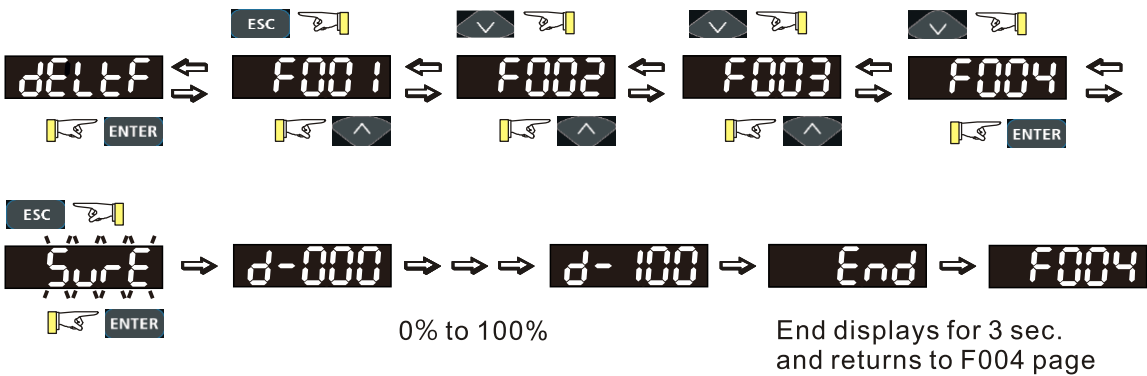 ESC
dELtF F001 F002 F003 F004
ENTER ENTER
ESC
SurE d-000 d-100 End F004
ENTER
0% to 100%
End displays for 3 sec.
and returns to F004 page